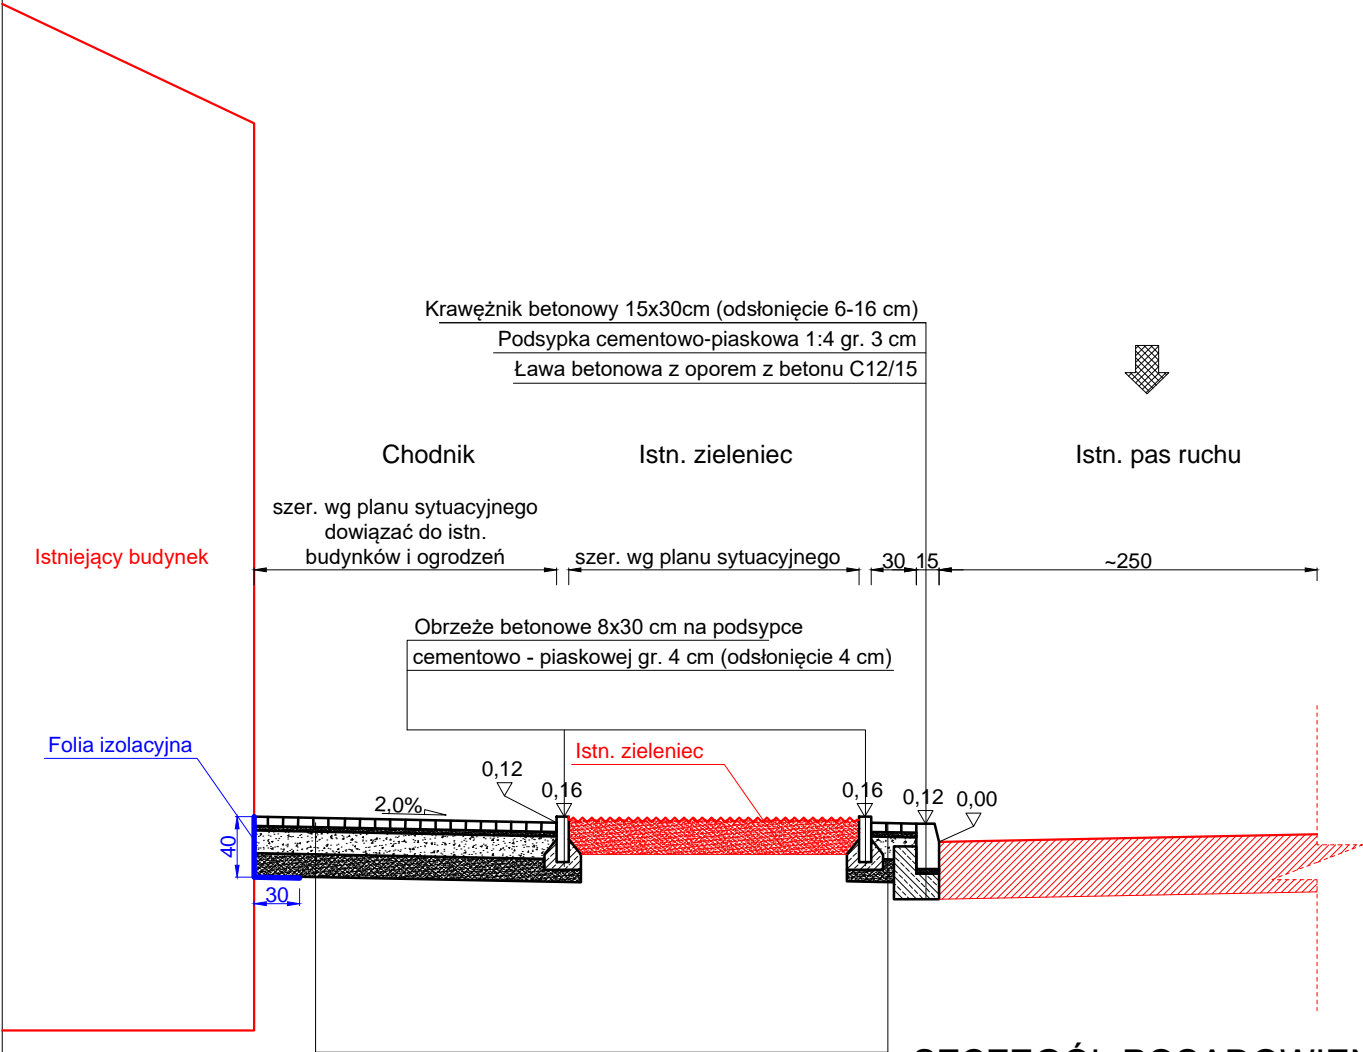 Krawężnik betonowy 15x30cm (odsłonięcie 6-16 cm)
Podsypka cementowo-piaskowa 1:4 gr. 3 cm
Ława betonowa z oporem z betonu C12/15
Chodnik
Istn. zieleniec
Istn. pas ruchu
szer. wg planu sytuacyjnego
dowiązać do istn.
budynków i ogrodzeń
Istniejący budynek
szer. wg planu sytuacyjnego
30
15
~250
Obrzeże betonowe 8x30 cm na podsypce
cementowo - piaskowej gr. 4 cm (odsłonięcie 4 cm)
Folia izolacyjna
Istn. zieleniec
0,12
0,16
0,16
0,12
0,00
2,0%
40
30